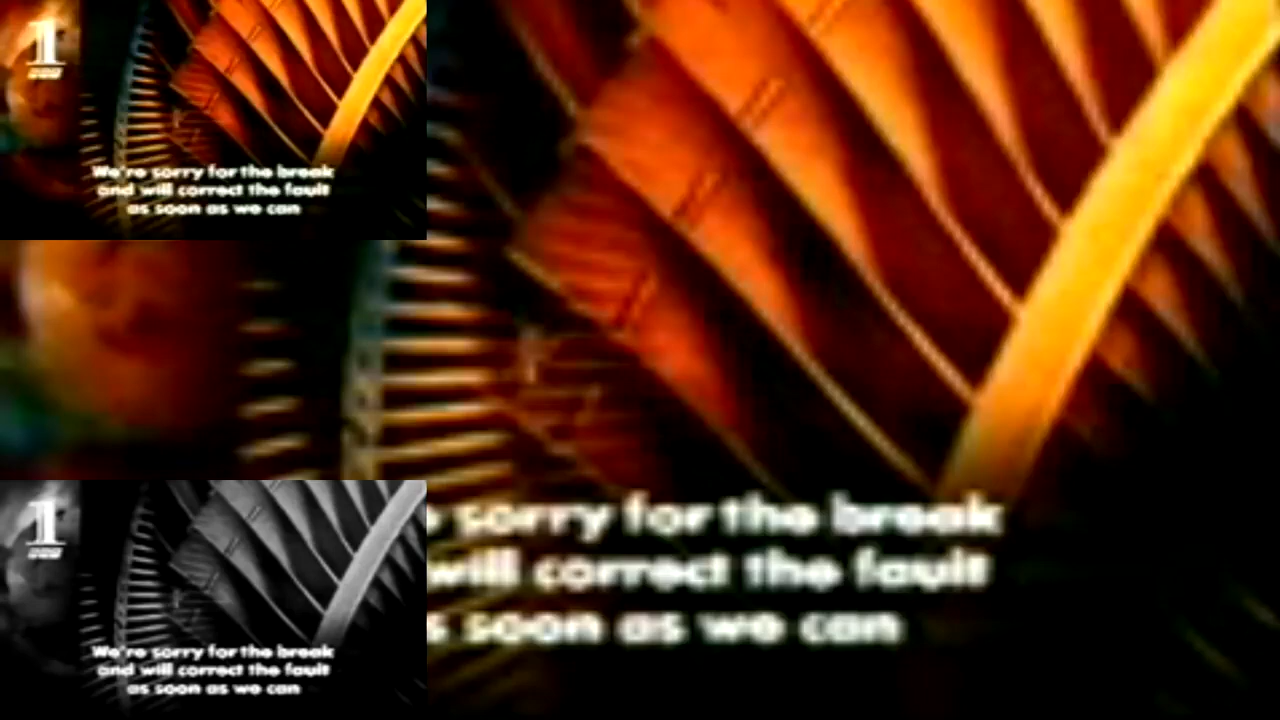 1
We're sorry for the break
and will correct the fault
as soon as we can
sorry for the break
will correct the fault
soon as we can
1
We're sorry for the break
and will correct the fault
as soon as we can